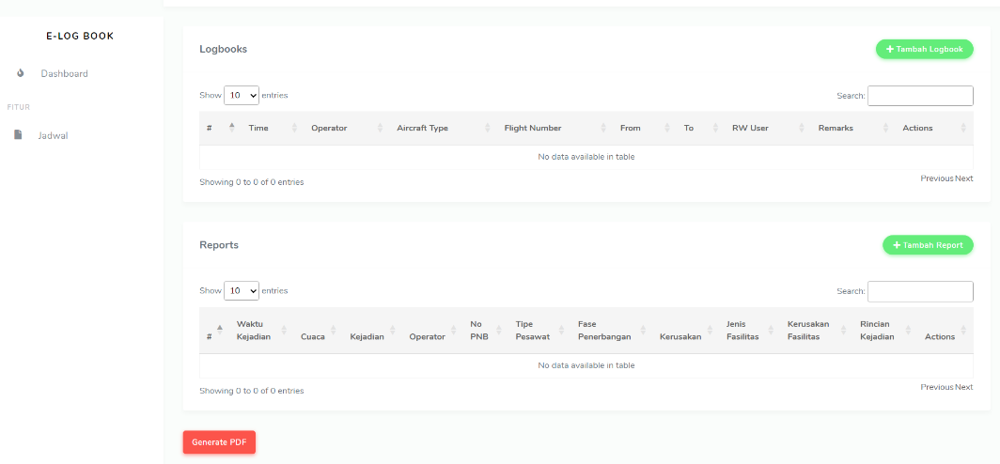 E-LOG BOOK
Dashboard
FITUR
Jadwal
Logbooks
+ Tambah Logbook
Show 10 entries
Search:
# Time Operator Aircraft Type Flight Number From To RW User Remarks Actions
No data available in table
Showing 0 to 0 of 0 entries
Previous Next
Reports
+ Tambah Report
Show 10 entries
Search:
# Waktu Kejadian Cuaca Kejadian Operator No PNB Tipe Pesawat Fase Penerbangan Kerusakan Jenis Fasilitas Kerusakan Fasilitas Rincian Kejadian Actions
No data available in table
Showing 0 to 0 of 0 entries
Previous Next
Generate PDF